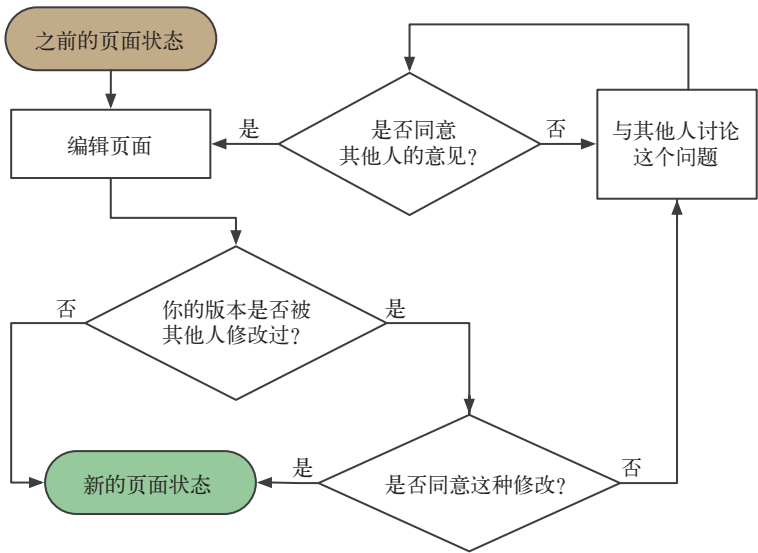 之前的页面状态
编辑页面
是
是否同意
其他人的意见？
否
与其他人讨论
这个问题
否
你的版本是否被
其他人修改过？
是
新的页面状态
是
是否同意这种修改？
否